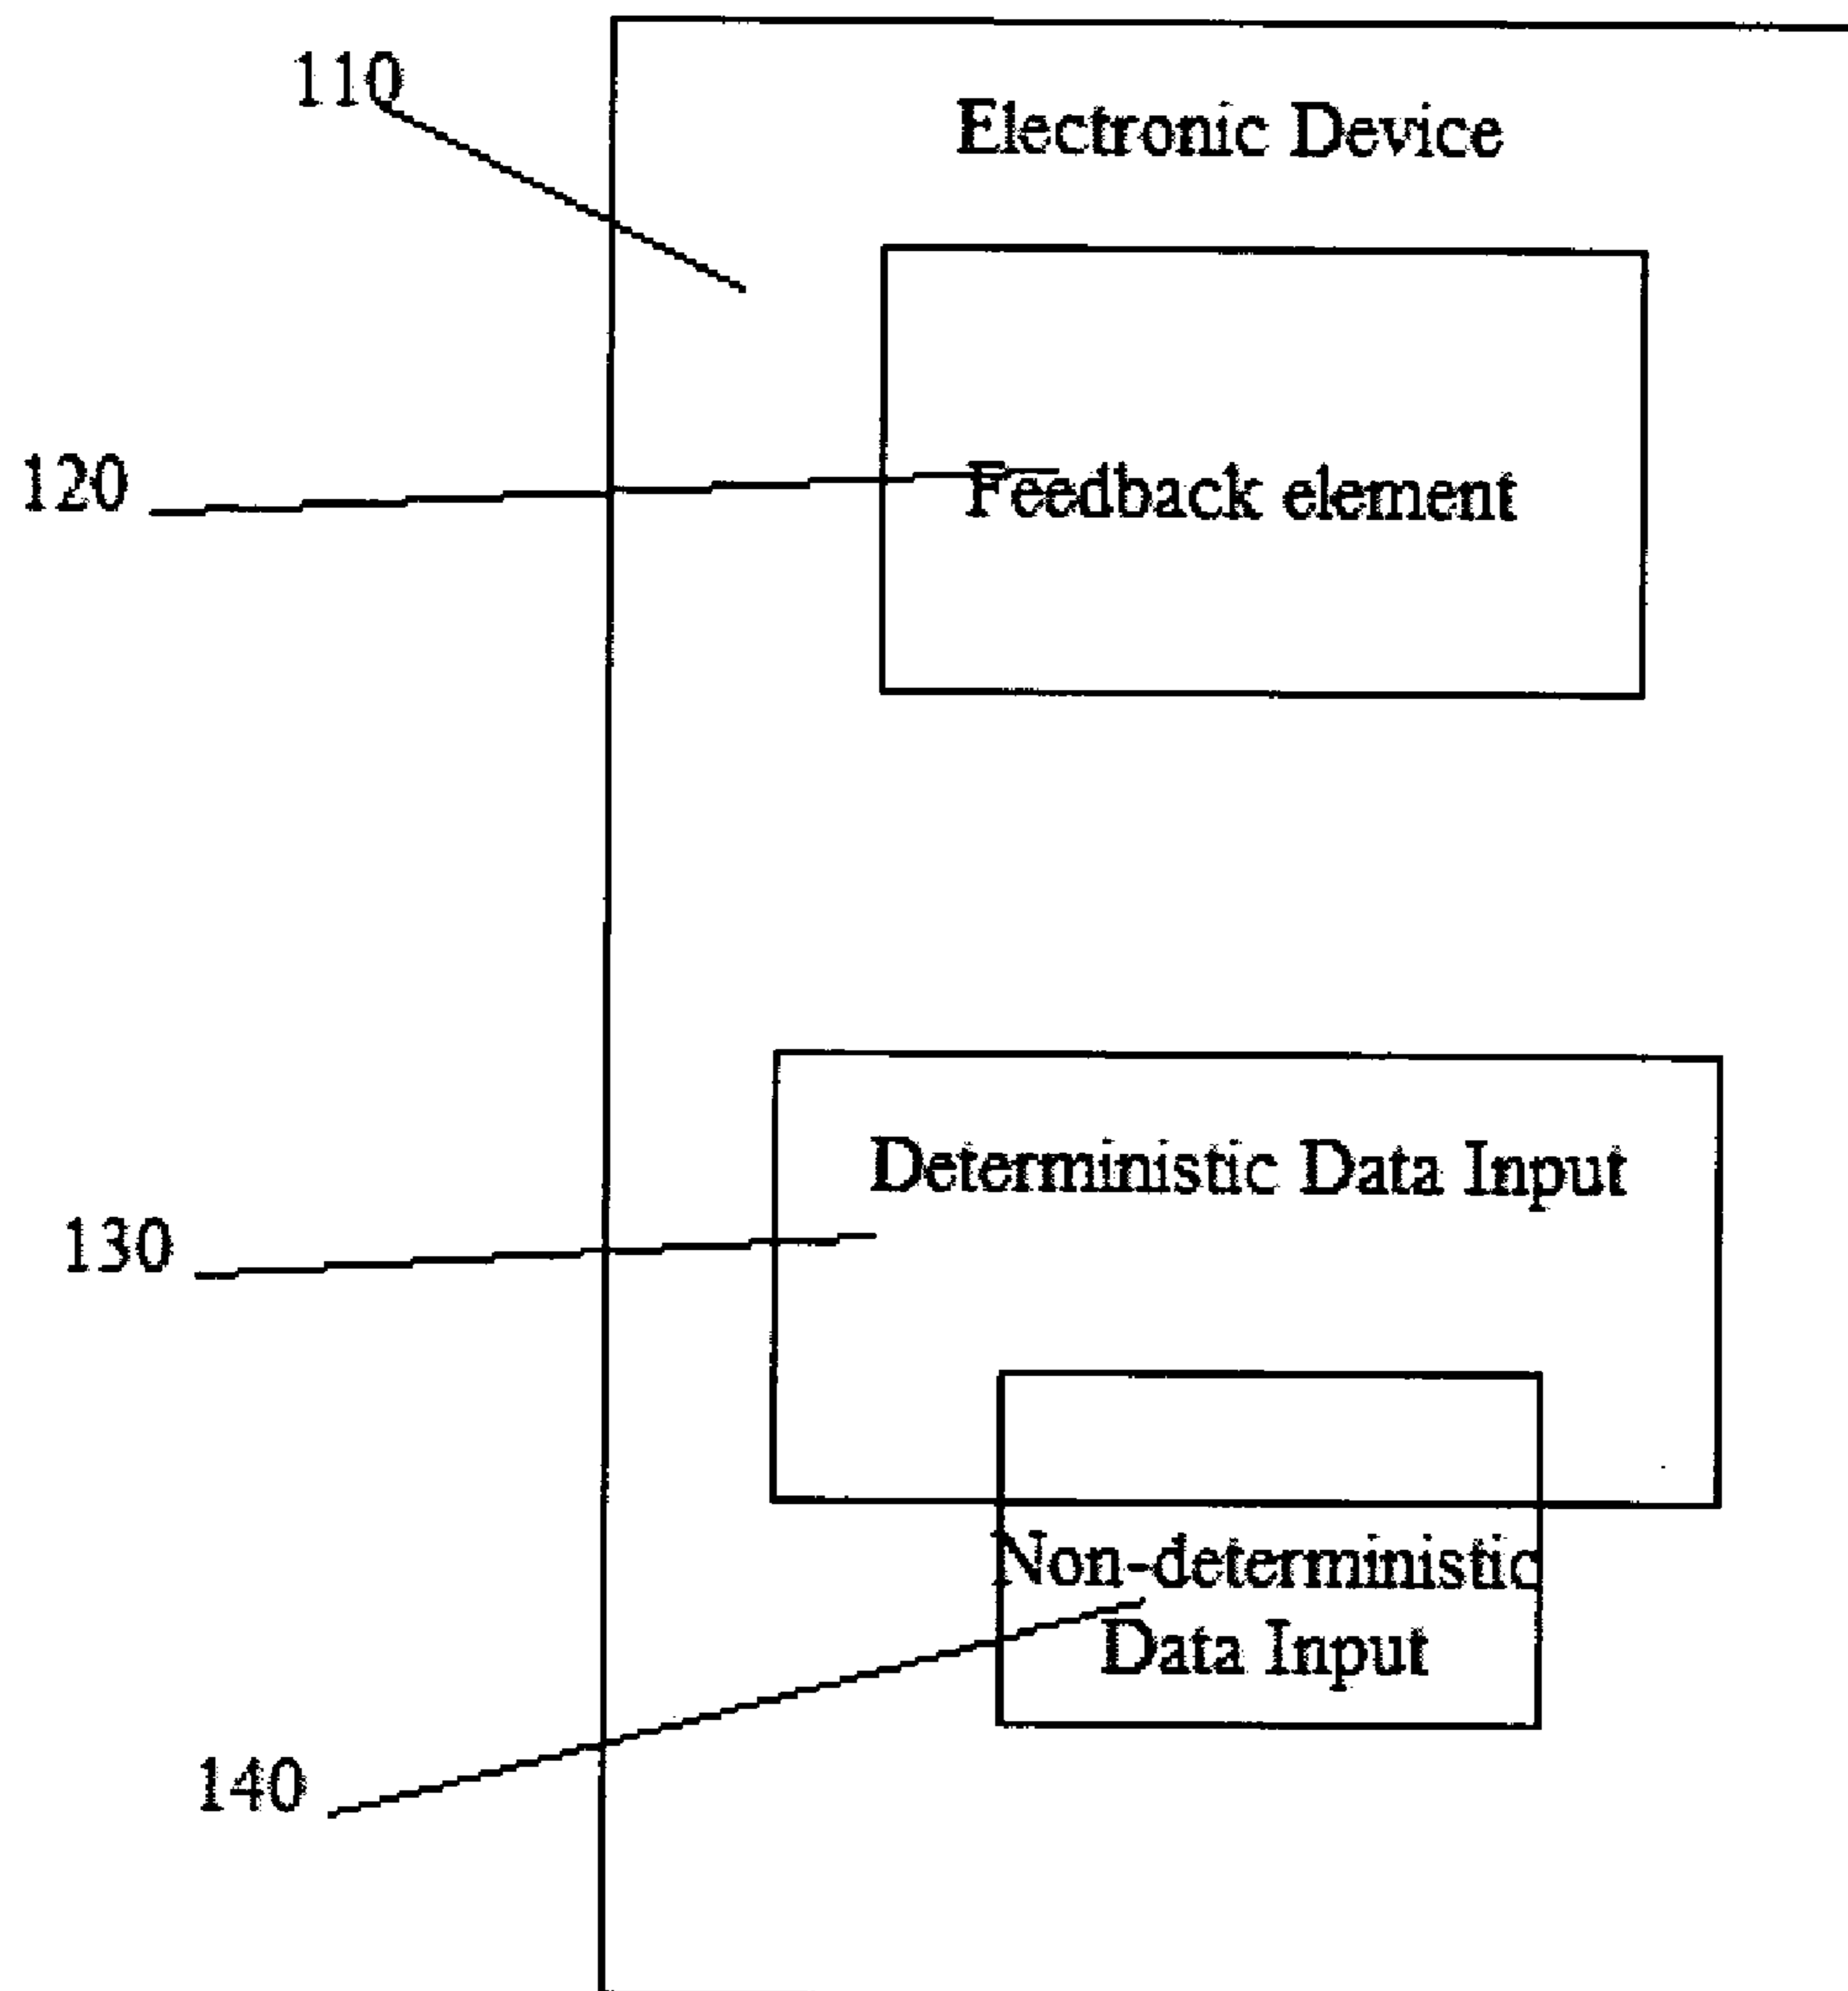 110
Electronic Device
120
Feedback element
Deterministic Data Input
130
Non-deterministic
Data Input
140